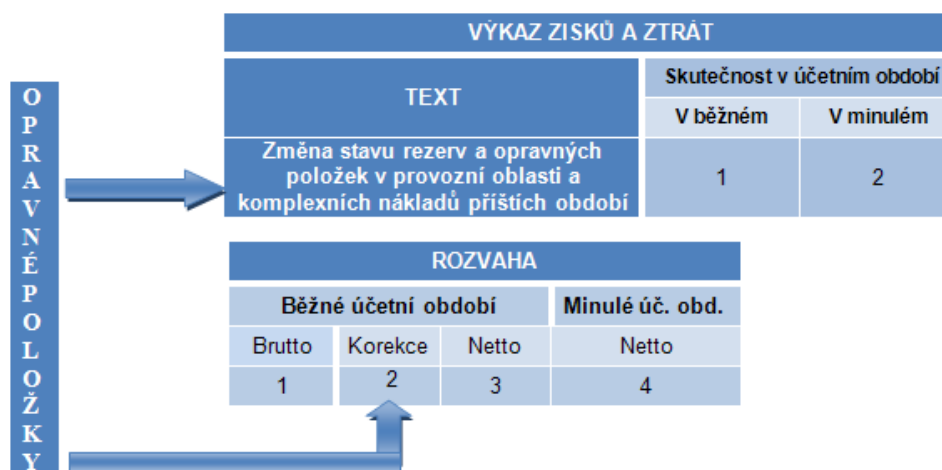 OPRAVNÉPOLOŽKY
VÝKAZ ZISKŮ A ZTRÁT
TEXT
Skutečnost v účetním období
V běžném
V minulém
Změna stavu rezerv a opravných
položek v provozní oblasti a
komplexních nákladů příštích období
1
2
ROZVAHA
Běžné účetní období
Minulé úč. obd.
Brutto
Korekce
Netto
Netto
1
2
3
4